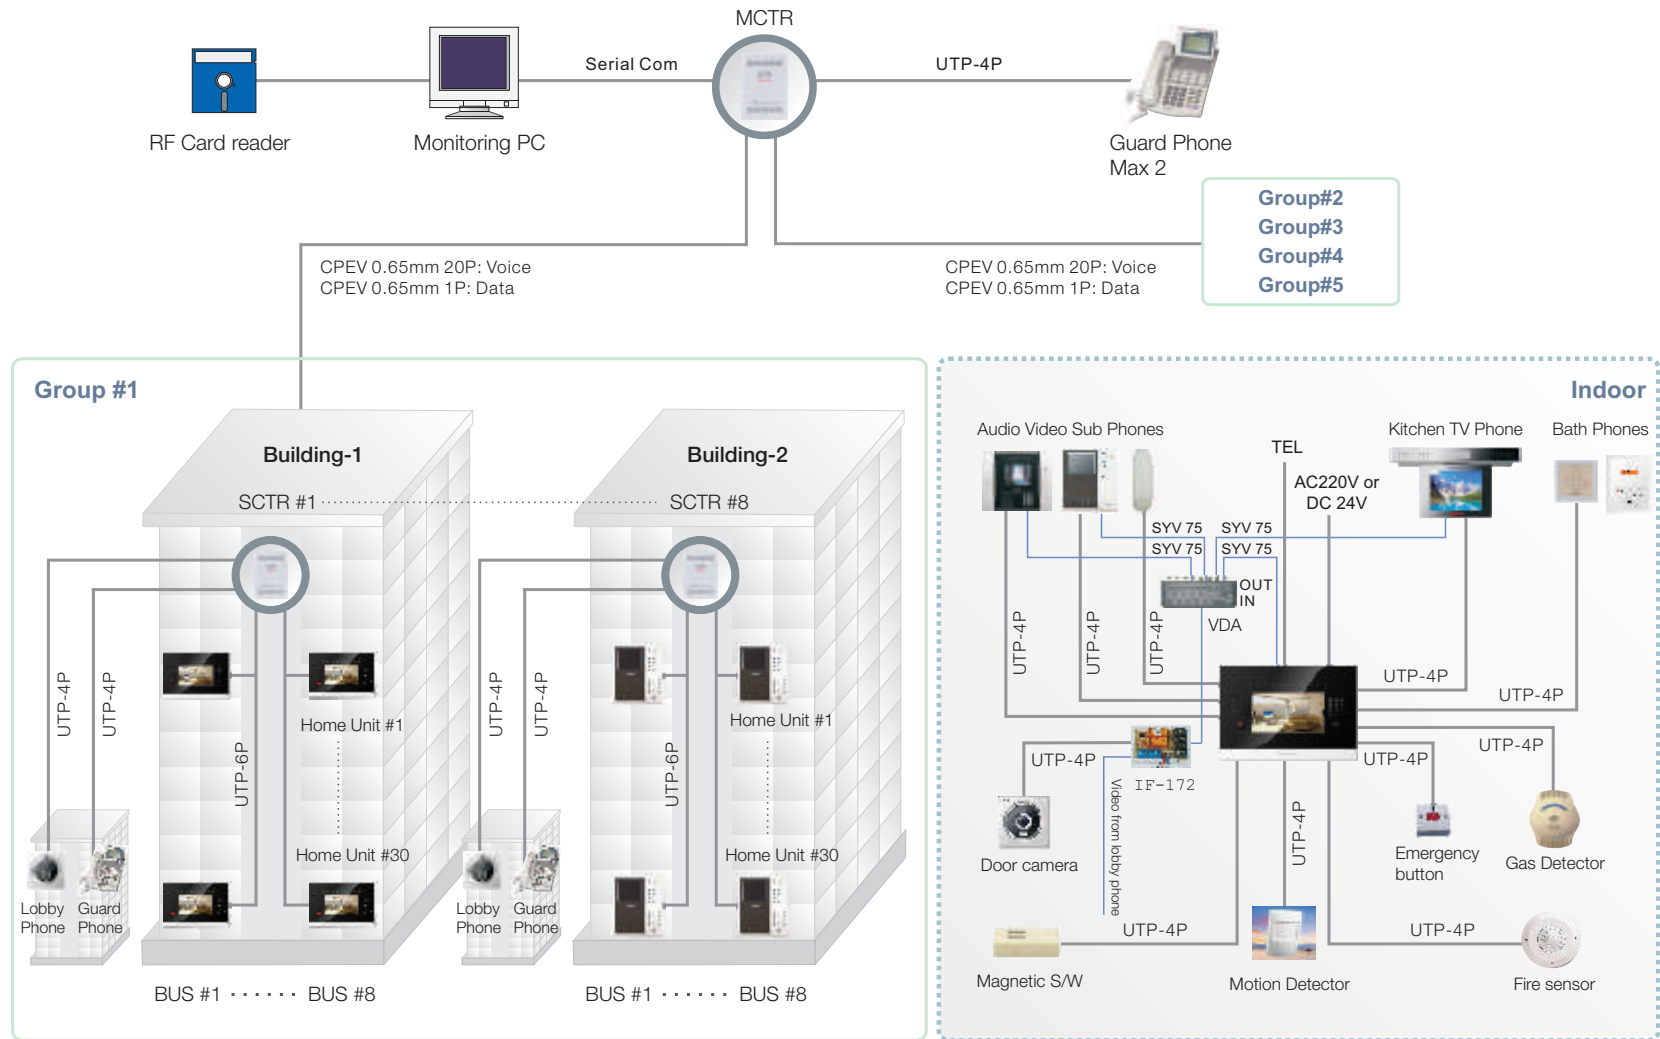 MCTR
Serial Com
UTP-4P
RF Card reader
Monitoring PC
Guard Phone
Max 2
Group#2
Group#3
Group#4
Group#5
CPEV 0.65mm 20P: Voice
CPEV 0.65mm 1P: Data
CPEV 0.65mm 20P: Voice
CPEV 0.65mm 1P: Data
Group #1
Building-1
SCTR #1
Building-2
SCTR #8
UTP-4P
UTP-4P
UTP-6P
Home Unit #1
Home Unit #30
Lobby
Phone
Guard
Phone
BUS #1 ...... BUS #8
UTP-4P
UTP-4P
UTP-6P
Home Unit #1
Home Unit #30
Lobby
Phone
Guard
Phone
BUS #1 ...... BUS #8
Indoor
Audio Video Sub Phones
TEL
Kitchen TV Phone
Bath Phones
AC220V or
DC 24V
SYV 75
SYV 75
SYV 75
SYV 75
OUT
IN
VDA
UTP-4P
UTP-4P
UTP-4P
UTP-4P
UTP-4P
UTP-4P
IF-172
UTP-4P
UTP-4P
Video from lobby phone
UTP-4P
Door camera
Emergency
button
Gas Detector
UTP-4P
UTP-4P
Magnetic S/W
Motion Detector
Fire sensor